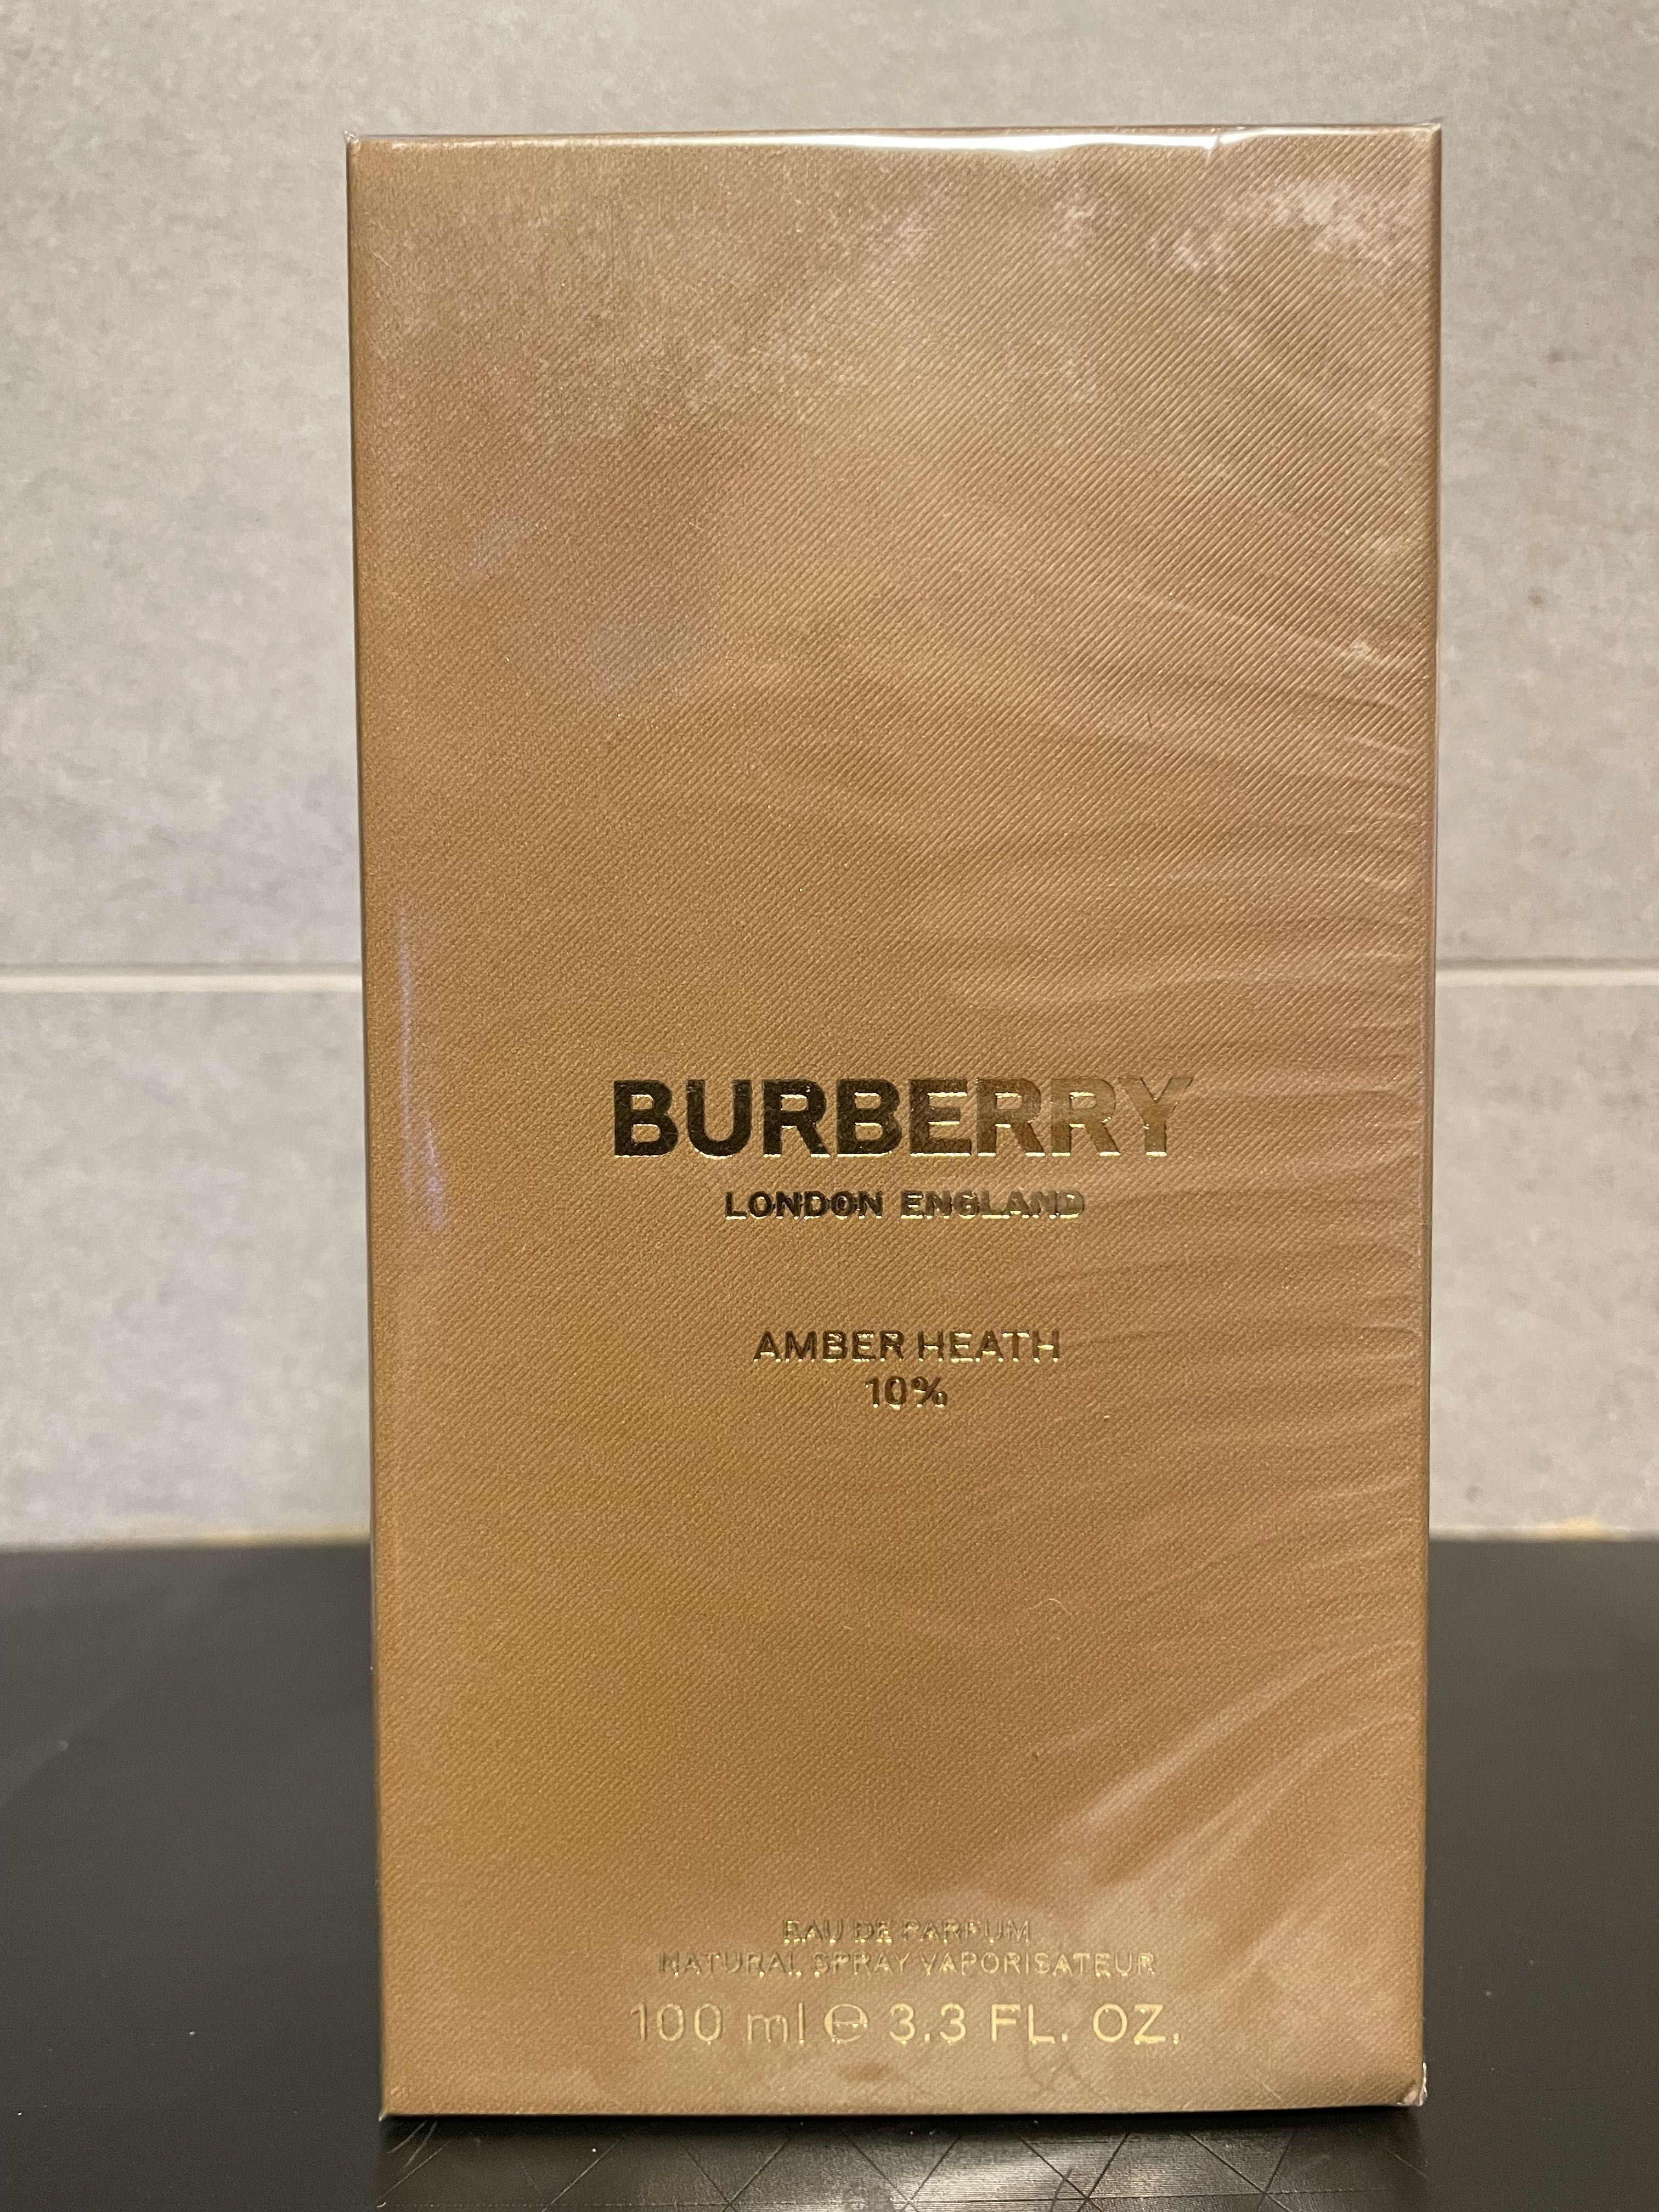 BURBERRY
LONDON ENGLAND
AMBER HEATH
10%
EAU DE PARFUM
NATURAL SPRAY VAPORISATEUR
100 ml ℮ 3.3 FL. OZ.